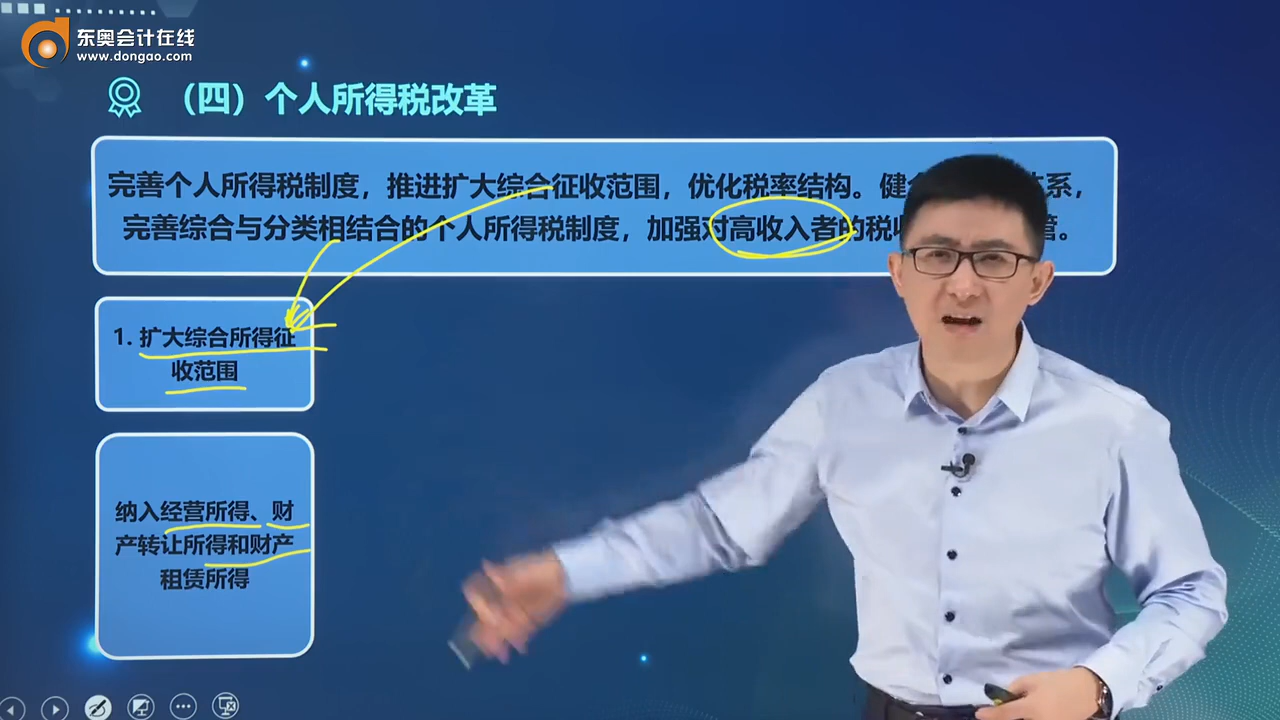 东奥会计在线
www.dongao.com
（四）个人所得税改革
完善个人所得税制度，推进扩大综合征收范围，优化税率结构。健 系，
完善综合与分类相结合的个人所得税制度，加强对高收入者的税收 管。
1. 扩大综合所得征
收范围
纳入经营所得、财
产转让所得和财产
租赁所得